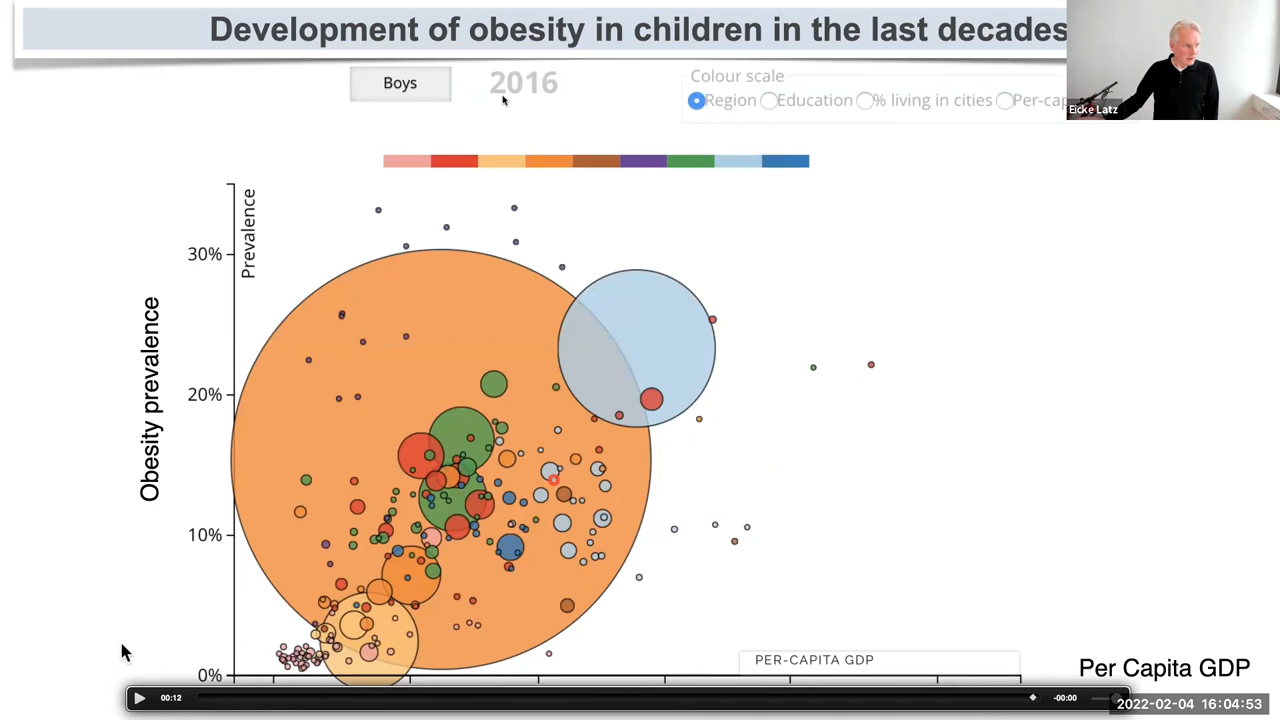 Development of obesity in children in the last decades
Boys
2016
Colour scale
Region Education % living in cities Per-cap
Eicke Latz
Prevalence
30%
20%
10%
0%
Obesity prevalence
PER-CAPITA GDP
Per Capita GDP
00:12
-00:00
2022-02-04 16:04:53